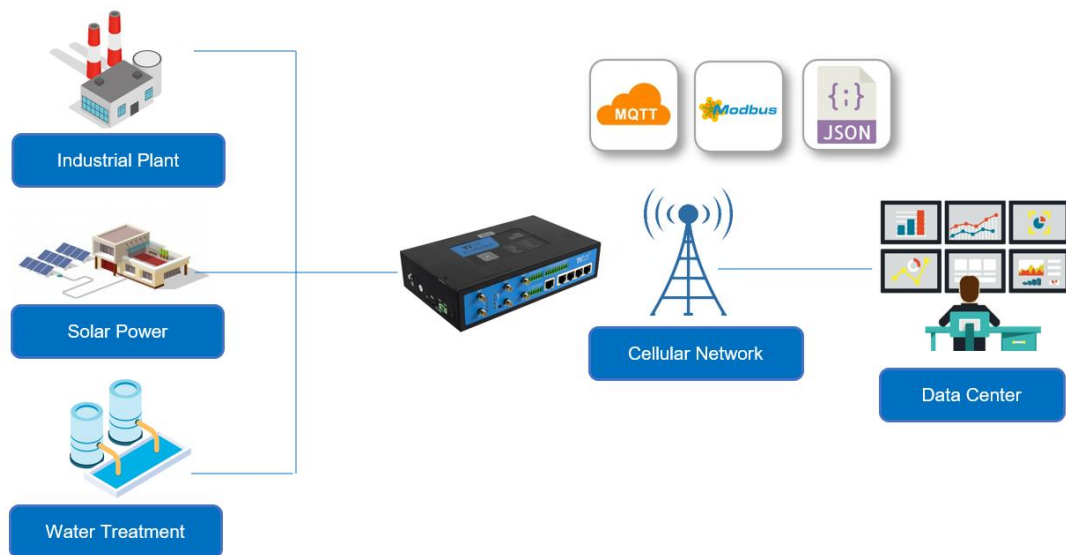 Industrial Plant
MQTT
Modbus
{;}
JSON
Solar Power
Cellular Network
Data Center
Water Treatment